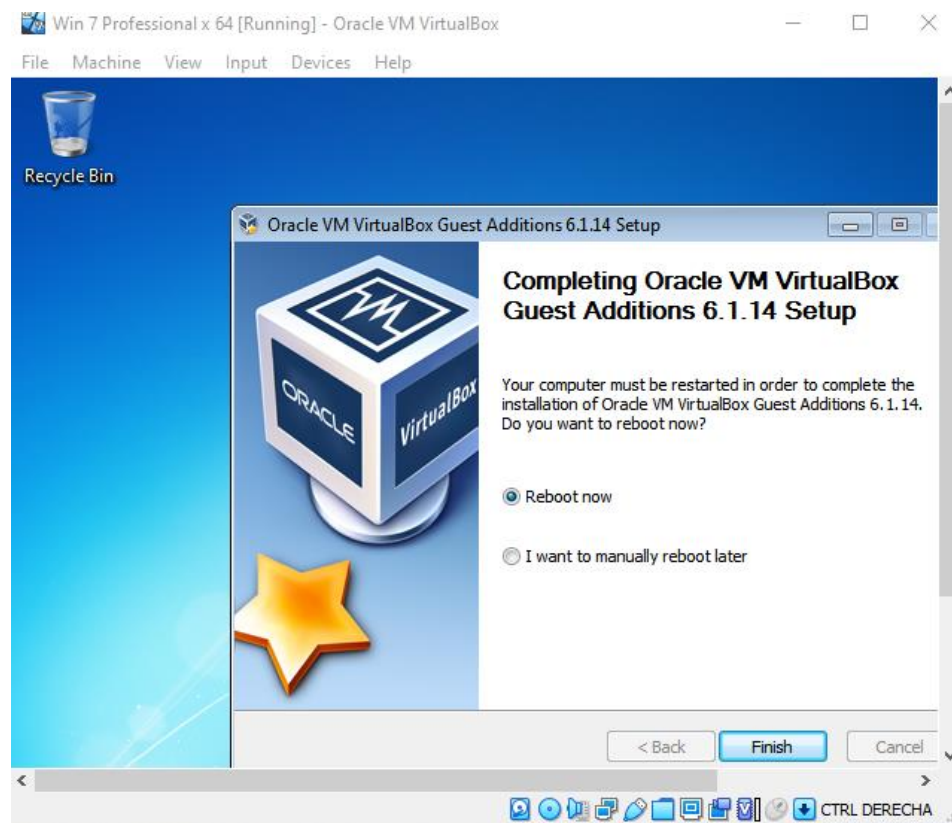 Win 7 Professional x 64 [Running] - Oracle VM VirtualBox
File Machine View Input Devices Help
Recycle Bin
Oracle VM VirtualBox Guest Additions 6.1.14 Setup
Completing Oracle VM VirtualBox
Guest Additions 6.1.14 Setup
ORACLE
VirtualBox
Your computer must be restarted in order to complete the
installation of Oracle VM VirtualBox Guest Additions 6.1.14.
Do you want to reboot now?
Reboot now
I want to manually reboot later
< Back Finish Cancel
CTRL DERECHA